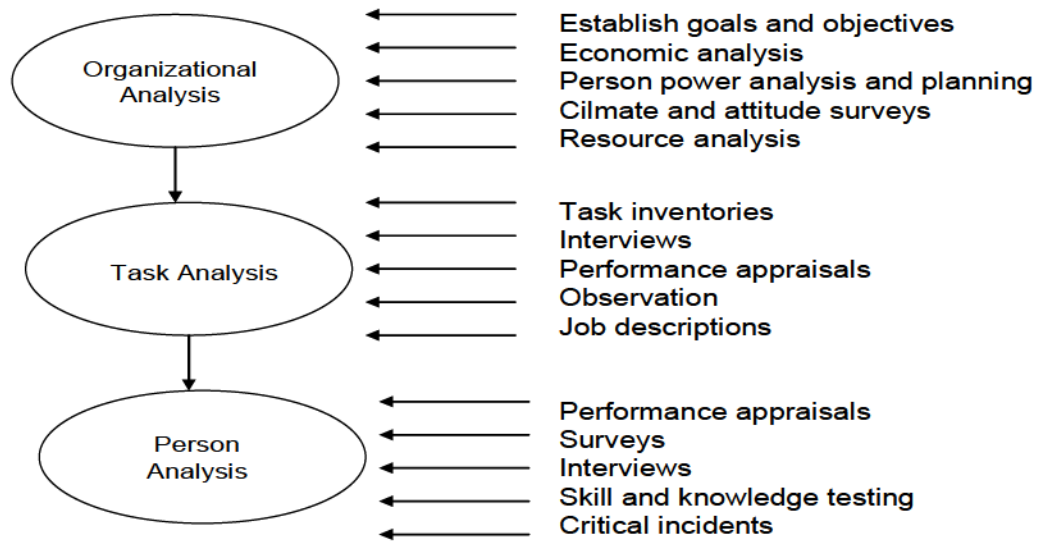 Organizational
Analysis
Establish goals and objectives
Economic analysis
Person power analysis and planning
Cilmate and attitude surveys
Resource analysis
Task Analysis
Task inventories
Interviews
Performance appraisals
Observation
Job descriptions
Person
Analysis
Performance appraisals
Surveys
Interviews
Skill and knowledge testing
Critical incidents